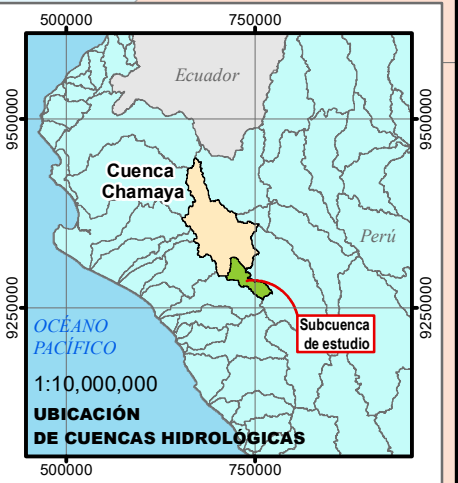 500000 750000
Ecuador
9500000 9500000
Cuenca
Chamaya
Perú
9250000 9250000
OCÉANO
PACÍFICO
Subcuenca
de estudio
1:10,000,000
UBICACIÓN
DE CUENCAS HIDROLÓGICAS
500000 750000